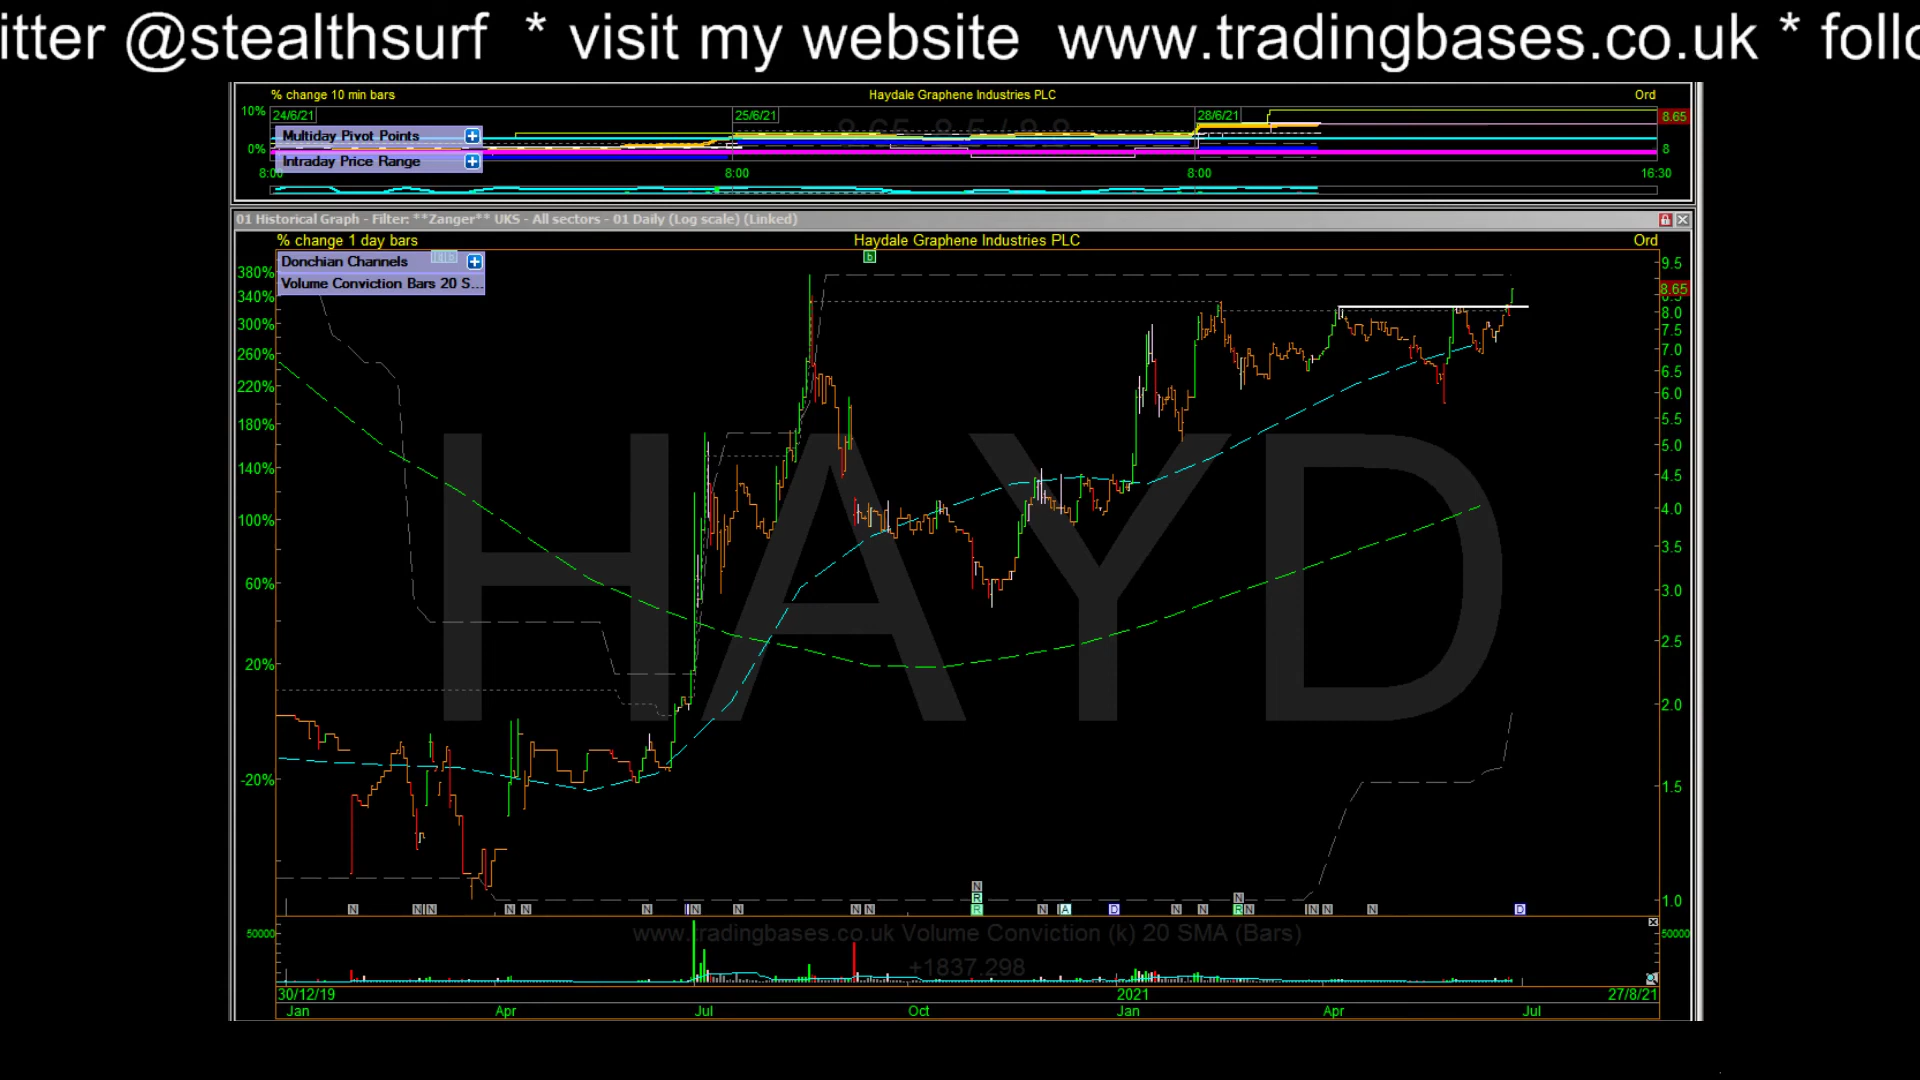 itter @stealthsurf * visit my website www.tradingbases.co.uk * follo
% change 10 min bars Haydale Graphene Industries PLC Ord
10% 24/6/21 25/6/21 28/6/21 8.65
Multiday Pivot Points
0% 8
Intraday Price Range
8:00 8:00 8:00 16:30
01 Historical Graph - Filter: **Zanger** UKS - All sectors - 01 Daily (Log scale) (Linked)
% change 1 day bars Haydale Graphene Industries PLC Ord
Donchian Channels
b
Volume Conviction Bars 20 S...
380% 9.5
8.65
340% 8.5
300% 8.0
7.5
260% 7.0
220% 6.5
6.0
180% 5.5
5.0
140% 4.5
100% 4.0
3.5
60% 3.0
2.5
20%
2.0
-20% 1.5
1.0
HAYD
N N
R
N N N N N N N N N N N R N A D N N R N N N N D
50000 www.tradingbases.co.uk Volume Conviction (k) 20 SMA (Bars) 50000
+1837.298
30/12/19 2021 27/8/21
Jan Apr Jul Oct Jan Apr Jul